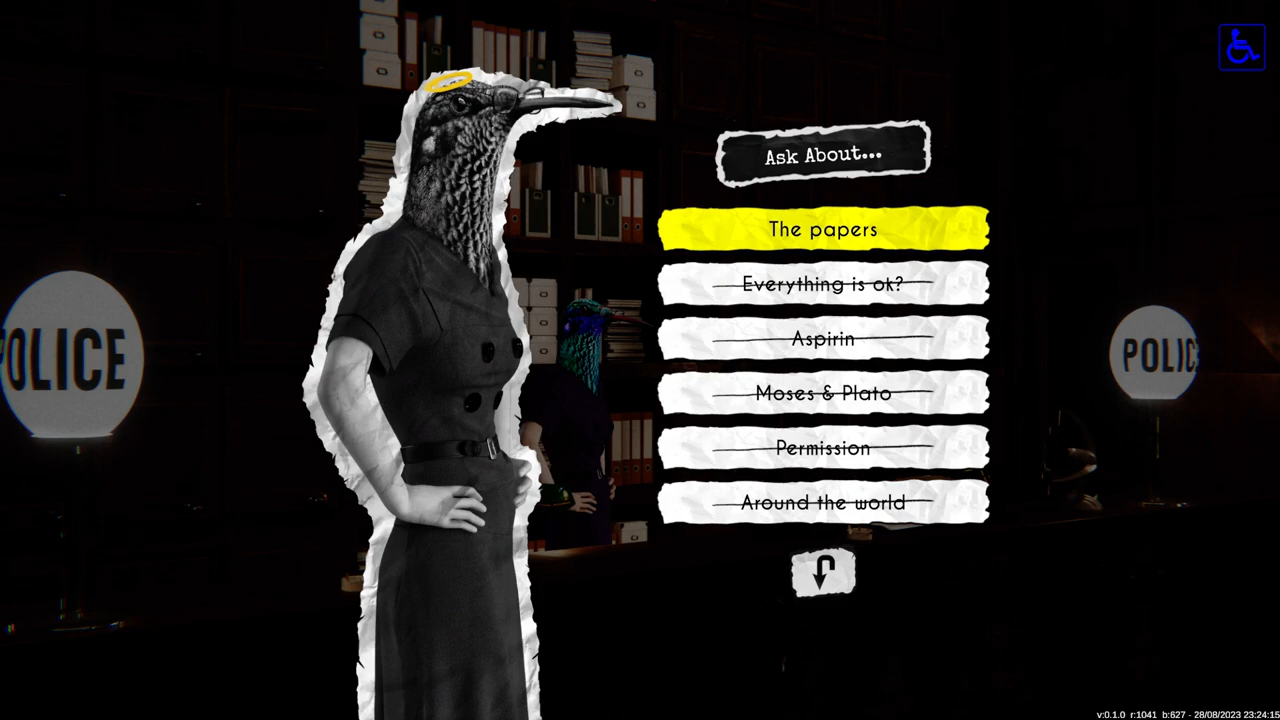 Ask About...
The papers
Everything is ok?
Aspirin
Moses & Plato
Permission
Around the world
POLICE
POLIC
v:0.1.0 r:1041 b:627 - 28/08/2023 23:24:15